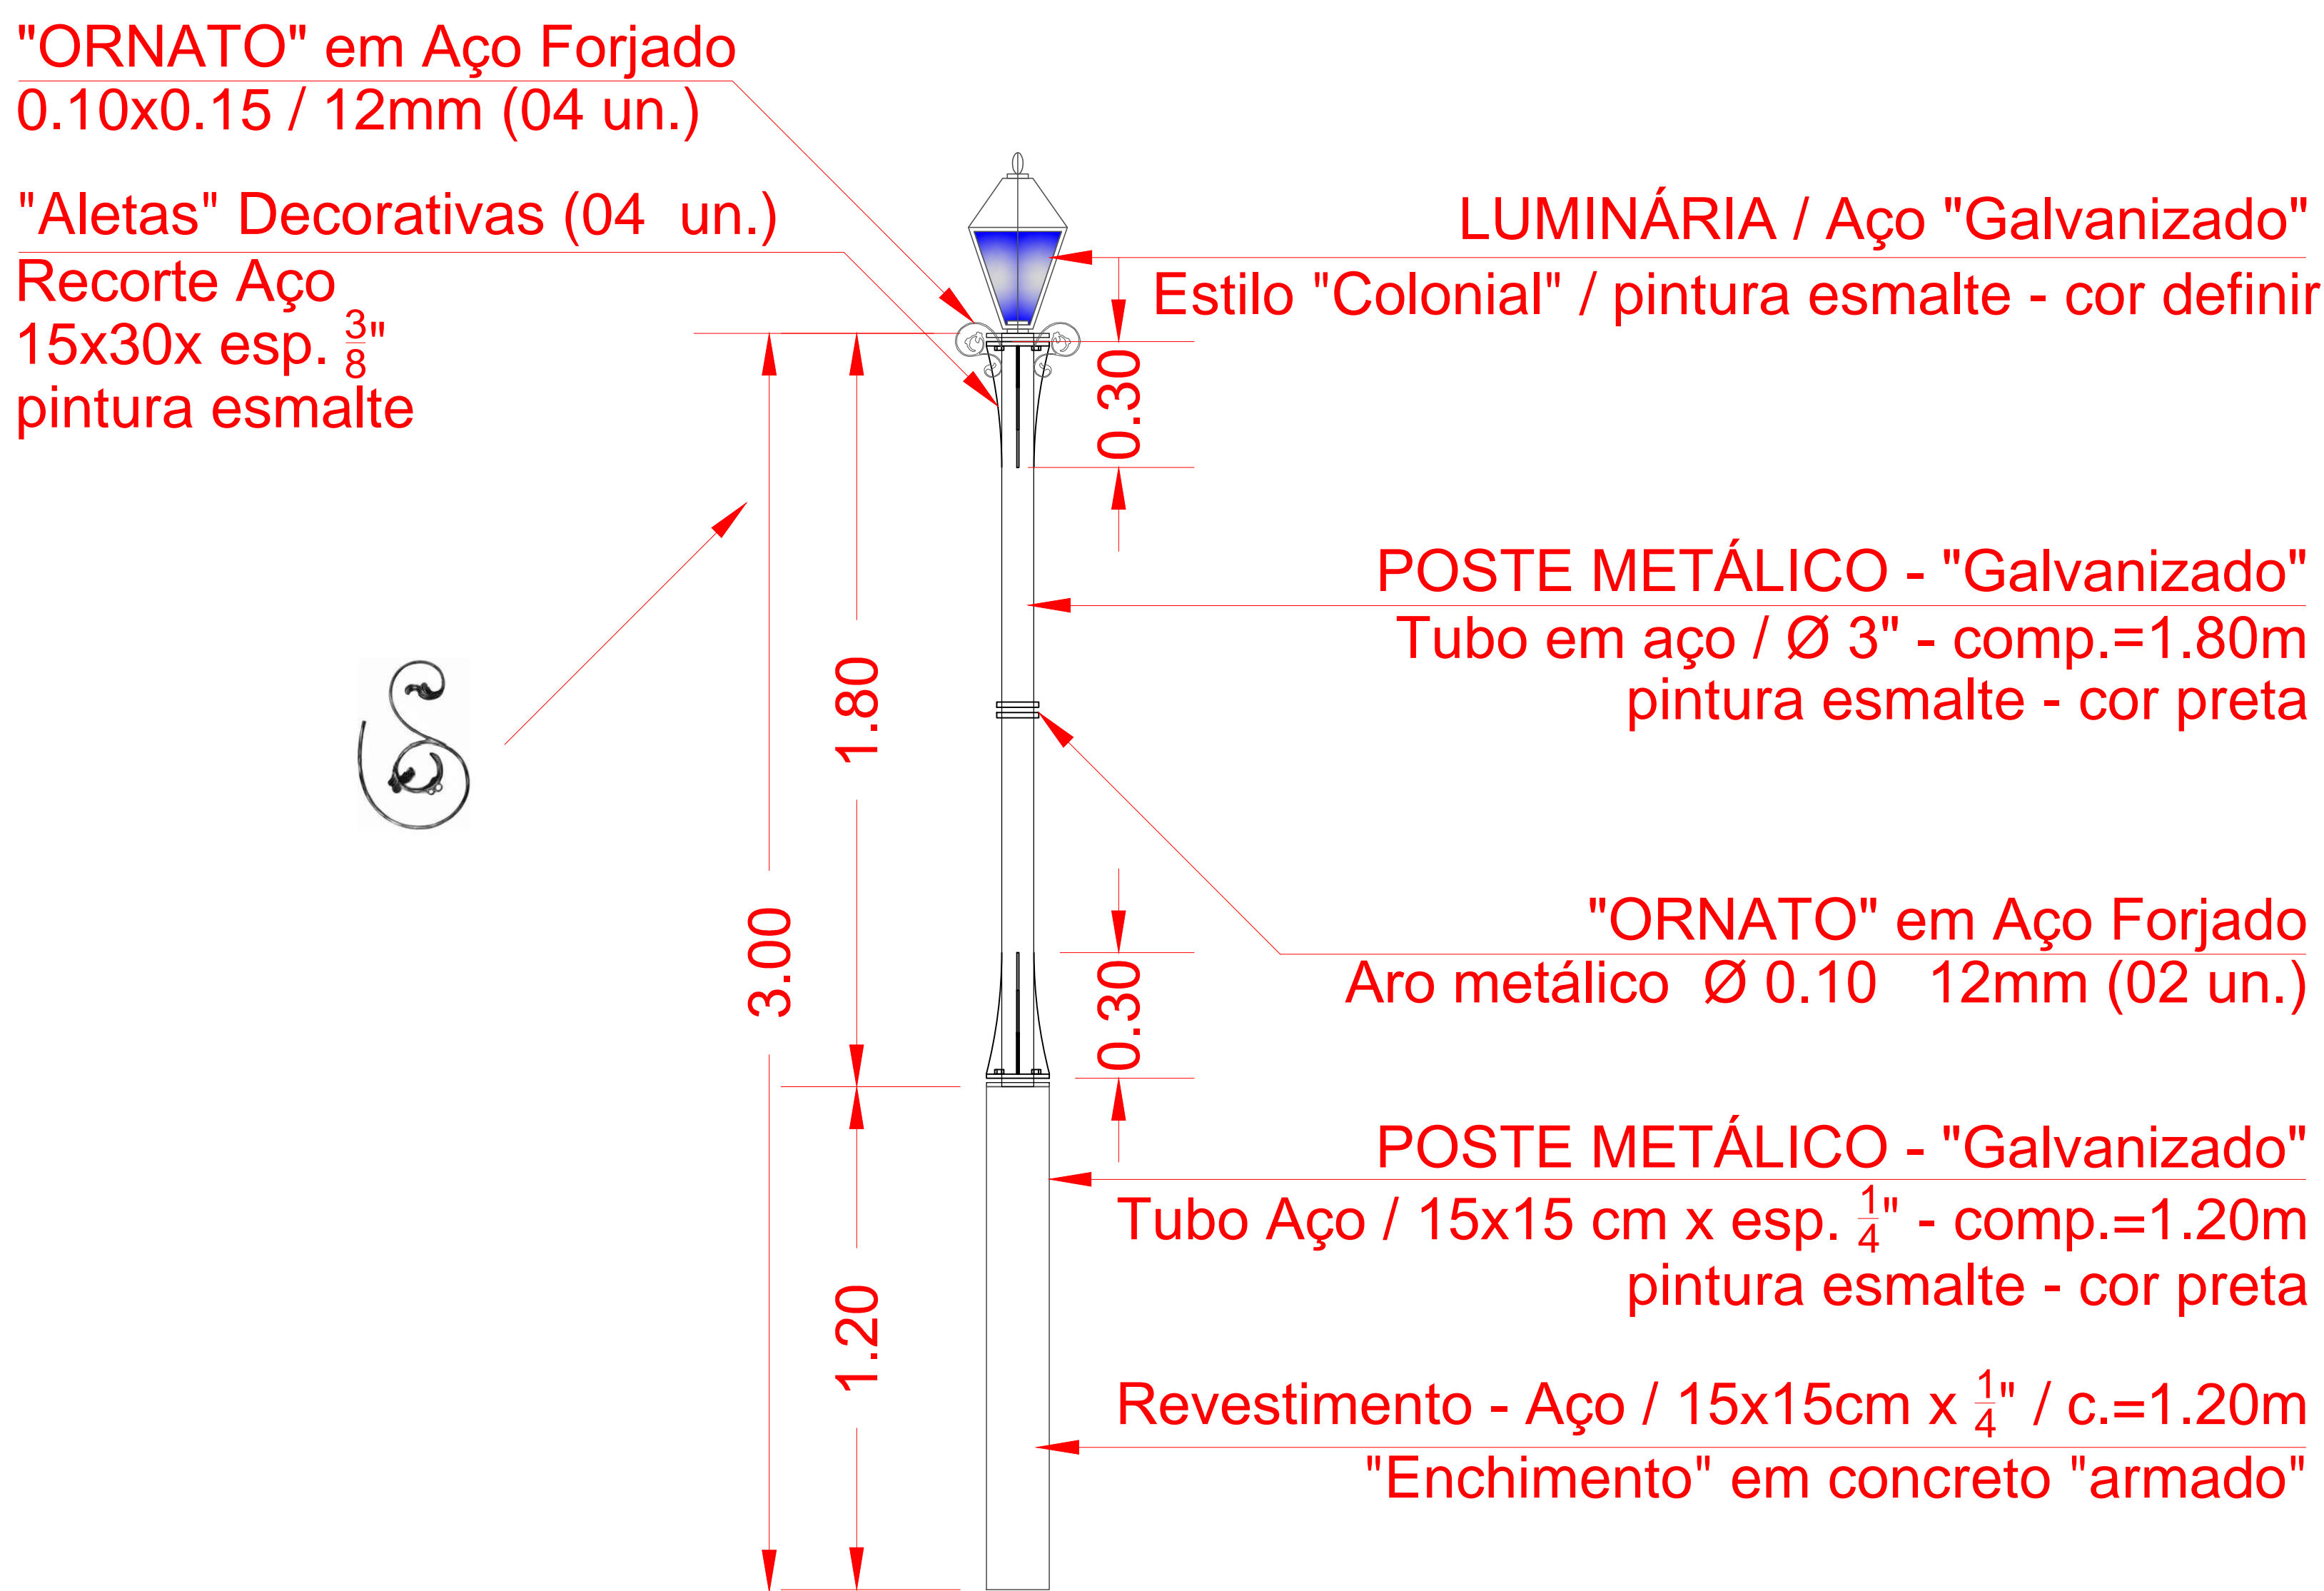 "ORNATO" em Aço Forjado
0.10x0.15 / 12mm (04 un.)
"Aletas" Decorativas (04 un.)
Recorte Aço
15x30x esp. 3/8"
pintura esmalte
LUMINÁRIA / Aço "Galvanizado"
Estilo "Colonial" / pintura esmalte - cor definir
0.30
POSTE METÁLICO - "Galvanizado"
Tubo em aço / Ø 3" - comp.=1.80m
pintura esmalte - cor preta
1.80
3.00
"ORNATO" em Aço Forjado
Aro metálico Ø 0.10 12mm (02 un.)
0.30
POSTE METÁLICO - "Galvanizado"
Tubo Aço / 15x15 cm x esp. 1/4" - comp.=1.20m
pintura esmalte - cor preta
1.20
Revestimento - Aço / 15x15cm x 1/4" / c.=1.20m
"Enchimento" em concreto "armado"